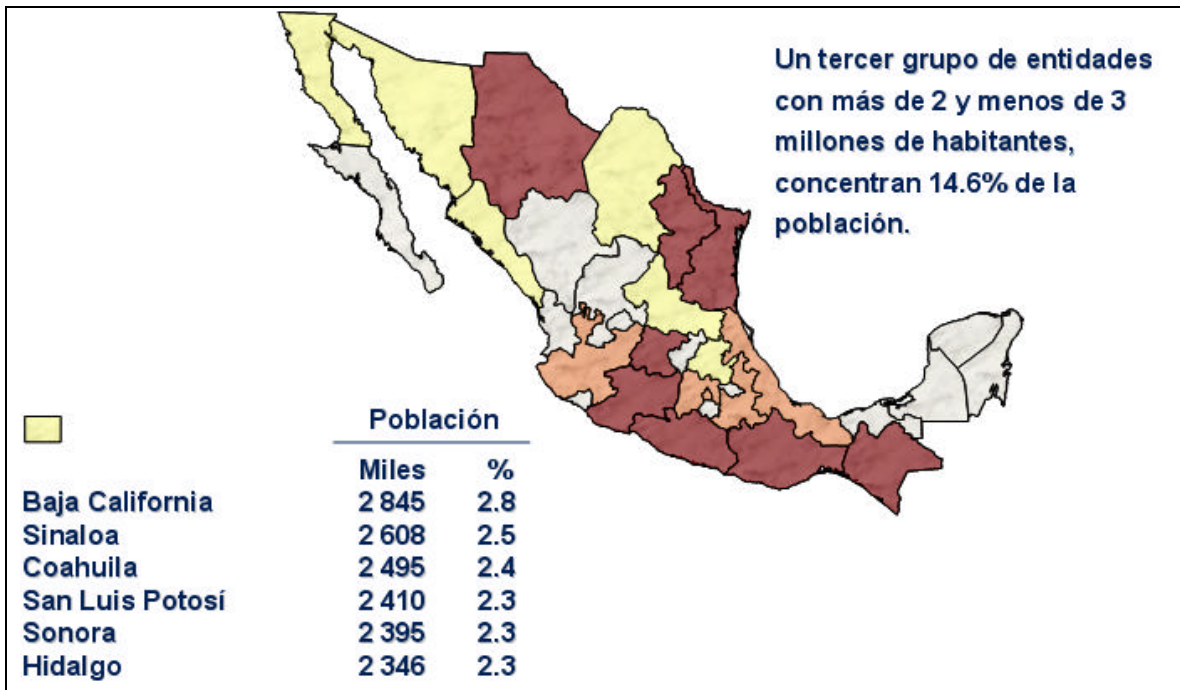 Un tercer grupo de entidades
con más de 2 y menos de 3
millones de habitantes,
concentran 14.6% de la
población.
Población
Miles %
Baja California 2 845 2.8
Sinaloa 2 608 2.5
Coahuila 2 495 2.4
San Luis Potosí 2 410 2.3
Sonora 2 395 2.3
Hidalgo 2 346 2.3